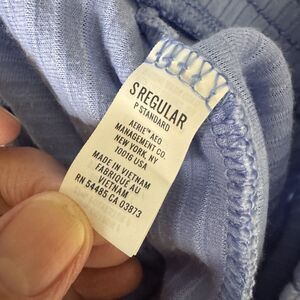 S REGULAR
P STANDARD
AERIE™ AEO
MANAGEMENT CO.
NEW YORK, NY
10016 USA
MADE IN VIETNAM
FABRIQUÉ AU
VIETNAM
RN 54485 CA 03873